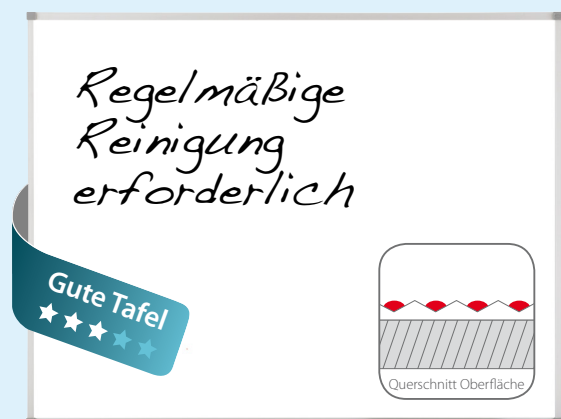 Regelmäßige
Reinigung
erforderlich
Gute Tafel
Querschnitt Oberfläche